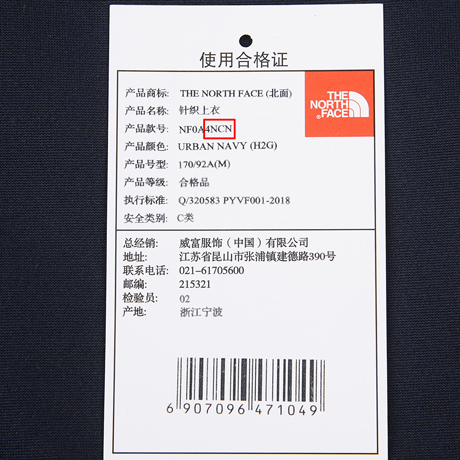 使用合格证
产品商标: THE NORTH FACE (北面)
产品名称: 针织上衣
产品款号: NF0A4NCN
产品颜色: URBAN NAVY (H2G)
产品号型: 170/92A(M)
产品等级: 合格品
执行标准: Q/320583 PYVF001-2018
安全类别: C类
THE
NORTH
FACE
总经销: 威富服饰（中国）有限公司
地址: 江苏省昆山市张浦镇建德路390号
联系电话: 021-61705600
邮编: 215321
检验员: 02
产地: 浙江宁波
6 907096 471049